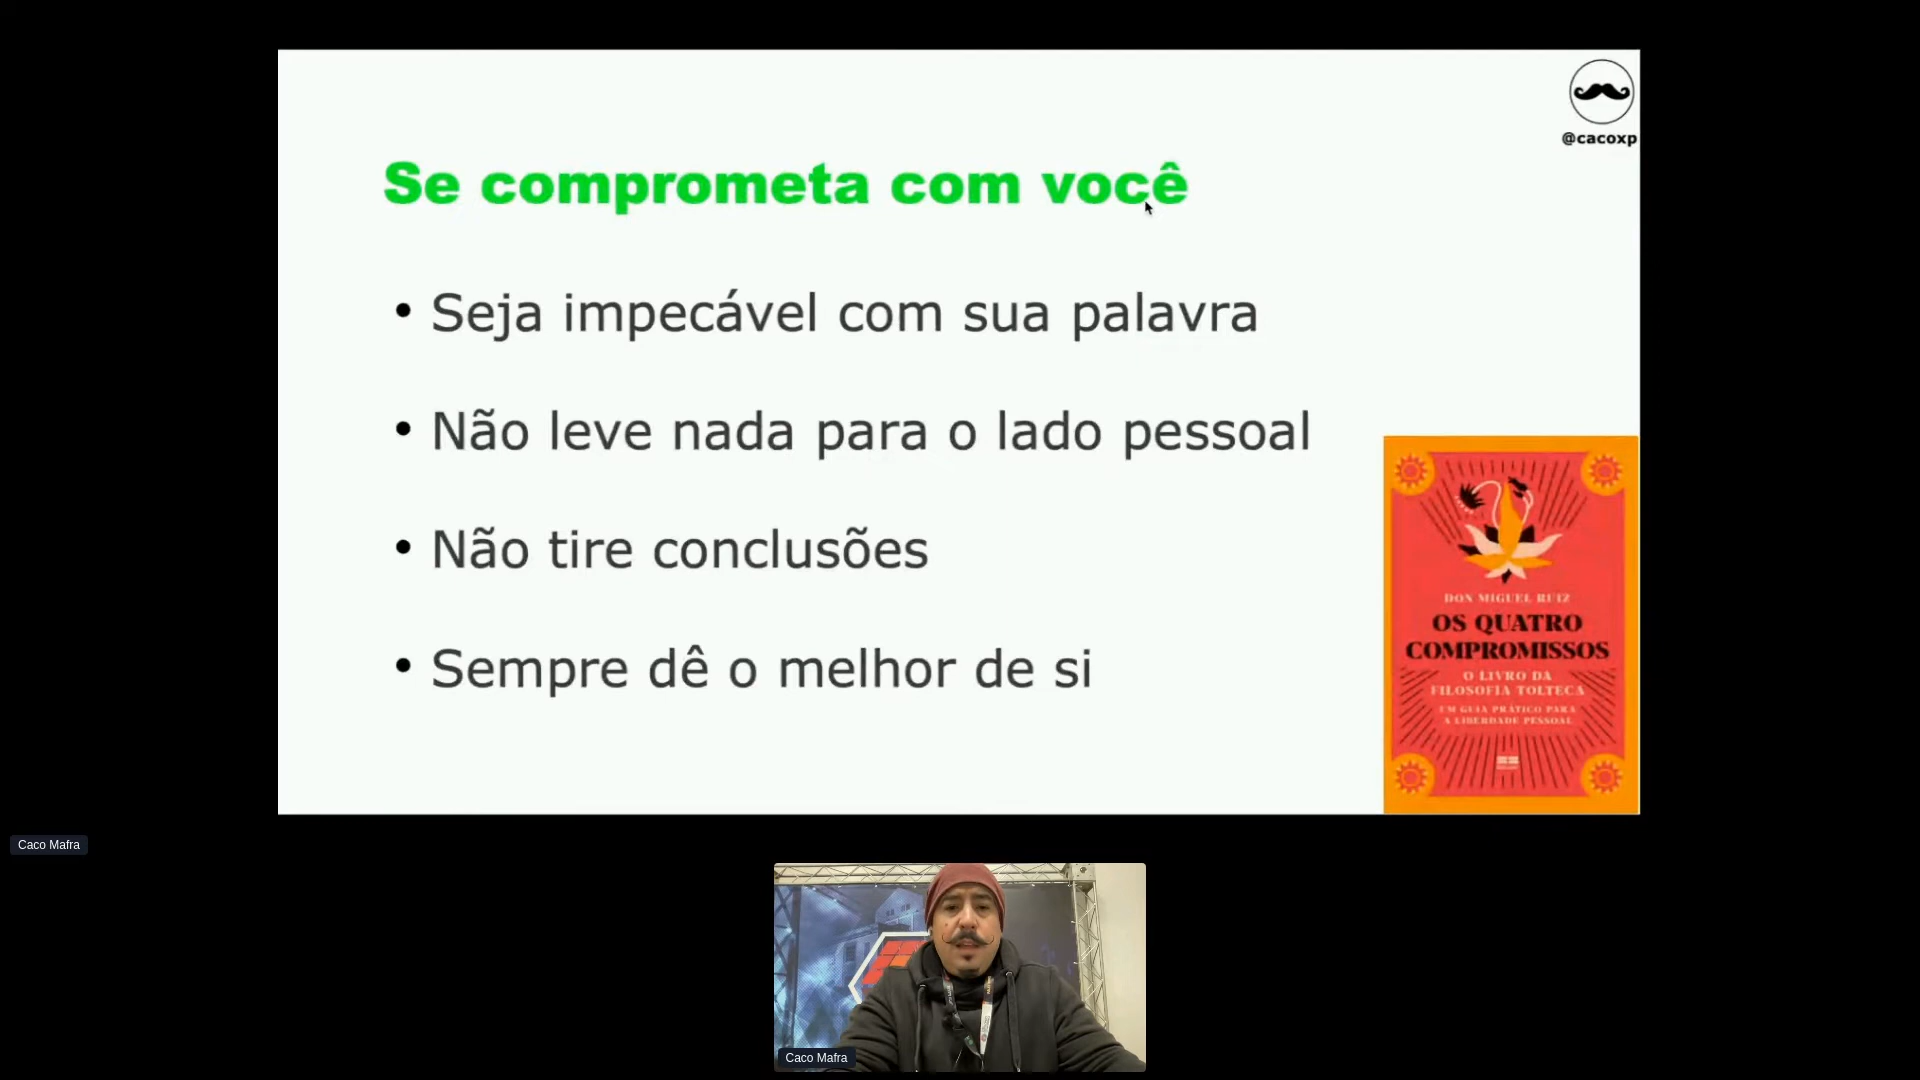 @cacoxp
Se comprometa com você
• Seja impecável com sua palavra
• Não leve nada para o lado pessoal
• Não tire conclusões
• Sempre dê o melhor de si
DON MIGUEL RUIZ
OS QUATRO
COMPROMISSOS
O LIVRO DA
FILOSOFIA TOLTECA
UM GUIA PRÁTICO PARA
A LIBERDADE PESSOAL
Caco Mafra
Caco Mafra